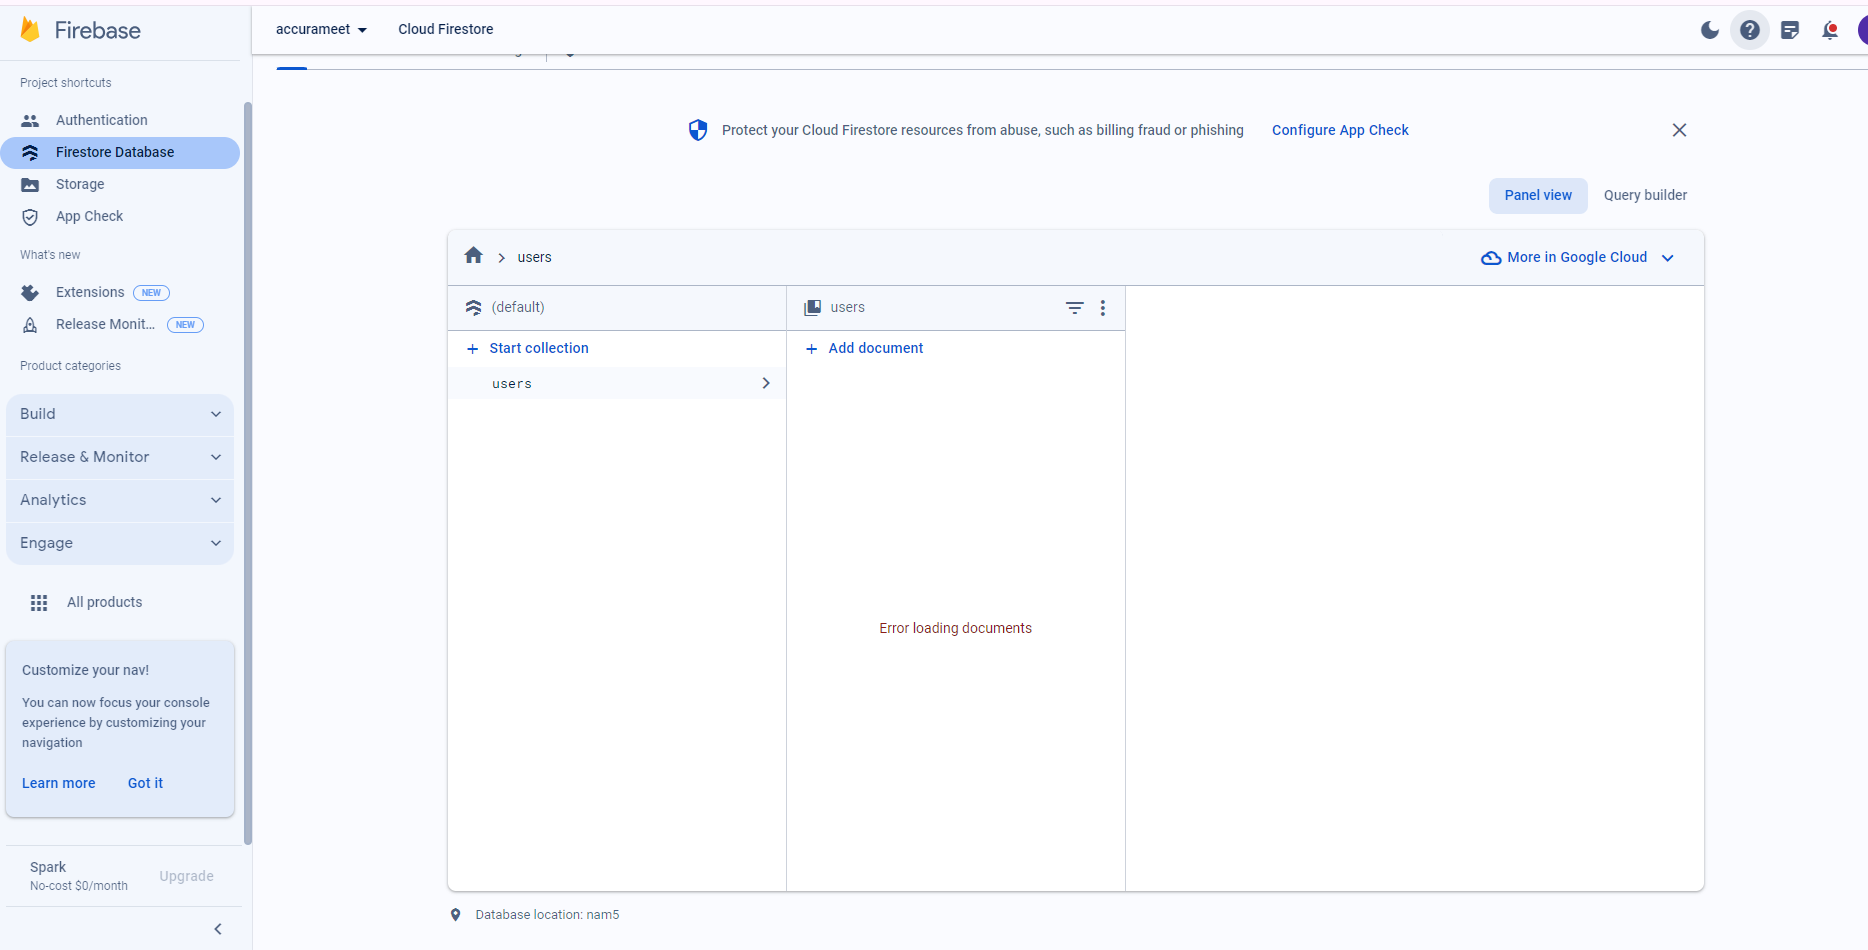 Firebase
accurameet
Cloud Firestore
Project shortcuts
Authentication
Firestore Database
Storage
App Check
What's new
Extensions NEW
Release Monit... NEW
Product categories
Build
Release & Monitor
Analytics
Engage
All products
Customize your nav!
You can now focus your console
experience by customizing your
navigation
Learn more Got it
Spark
No-cost $0/month
Upgrade
Protect your Cloud Firestore resources from abuse, such as billing fraud or phishing Configure App Check
Panel view Query builder
users
More in Google Cloud
(default)
Start collection
users
users
Add document
Error loading documents
Database location: nam5